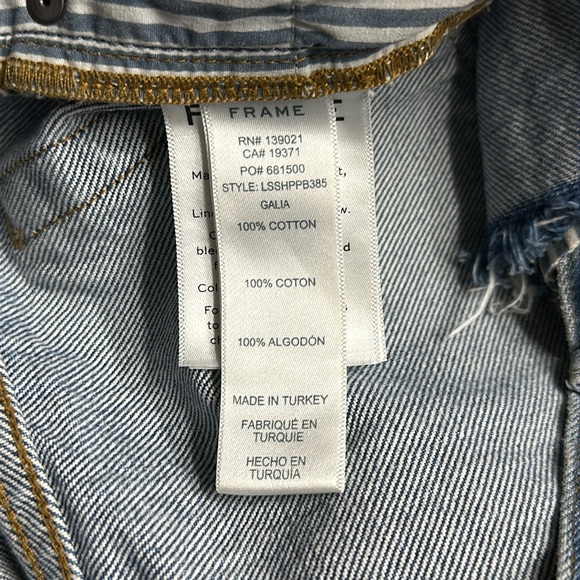 FRAME
RN# 139021
CA# 19371
PO# 681500
STYLE: LSSHPPB385
GALIA
100% COTTON
100% COTON
100% ALGODÓN
MADE IN TURKEY
FABRIQUÉ EN
TURQUIE
HECHO EN
TURQUÍA